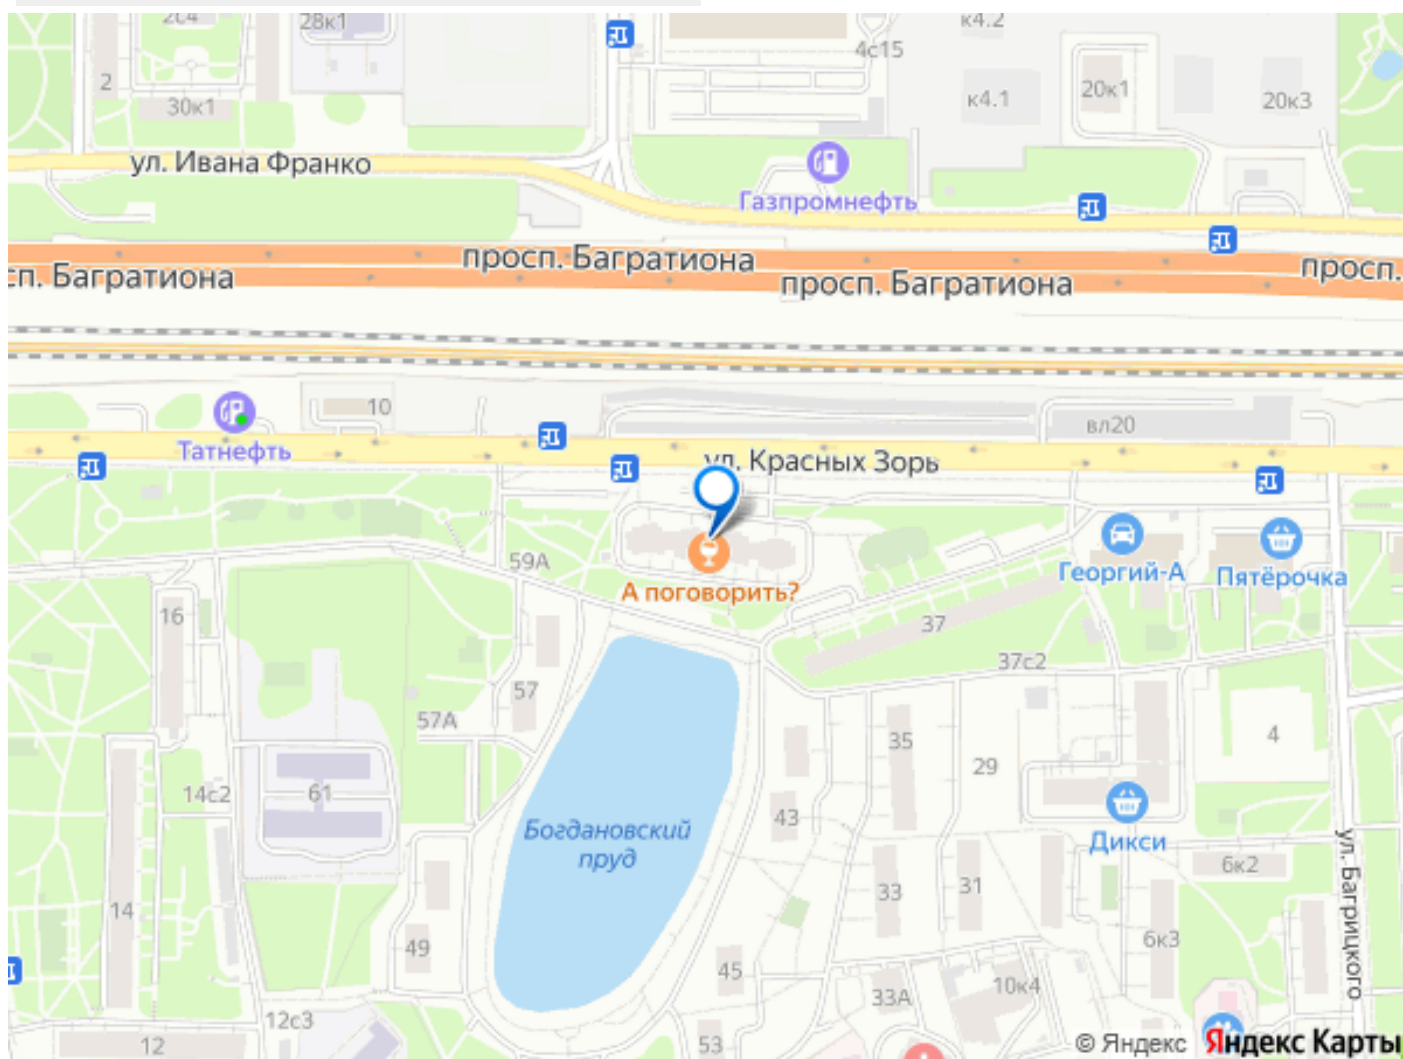 2с4
28к1
4с15
к4.2
2
30к1
к4.1
20к1
20к3
ул. Ивана Франко
Газпромнефть
просп. Багратиона
просп.
сп. Багратиона
просп. Багратиона
10
вл20
Татнефть
ул. Красных Зорь
59А
А поговорить?
Георгий-А
Пятёрочка
16
37
37с2
57
57А
35
4
29
14с2
61
43
Богдановский
пруд
Дикси
6к2
ул. Багрицкого
33
31
14
6к3
49
45
33А
10к4
12с3
12
53
© Яндекс
Яндекс Карты